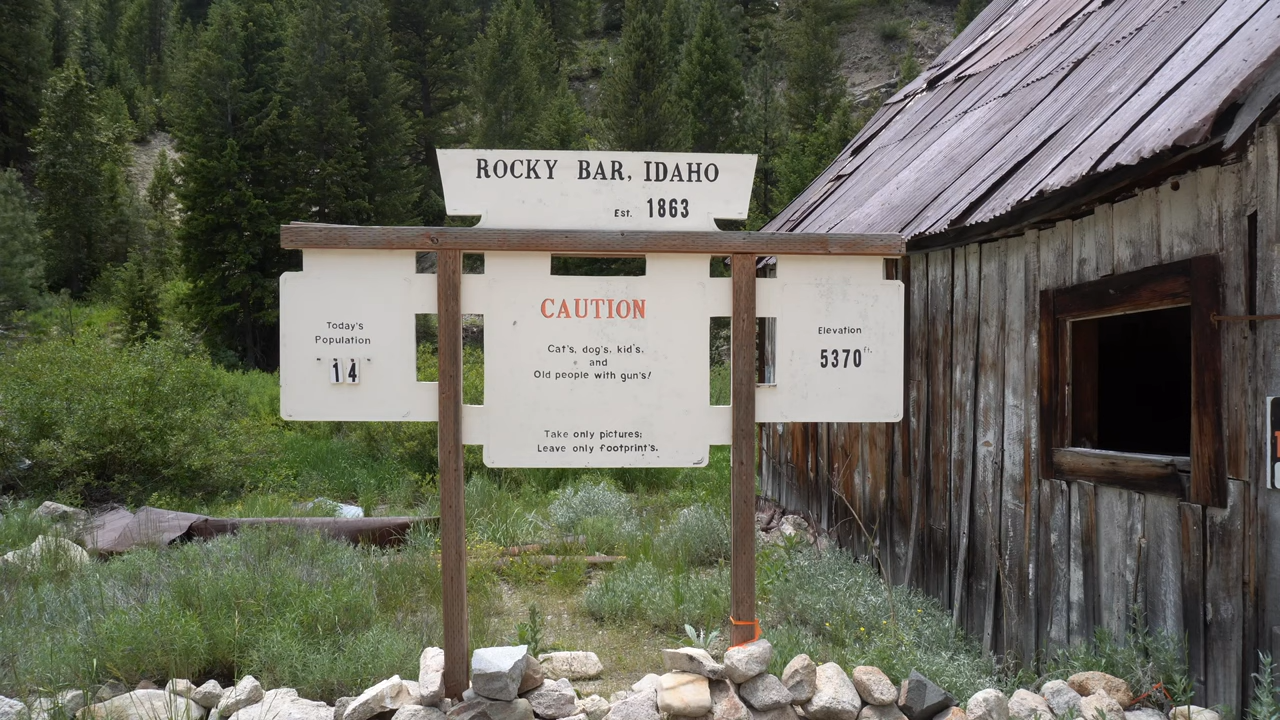 ROCKY BAR, IDAHO
Est. 1863
Today's
Population
"14"
CAUTION
Cat's, dog's, kid's,
and
Old people with gun's!
Take only pictures;
Leave only footprint's.
Elevation
5370 ft.